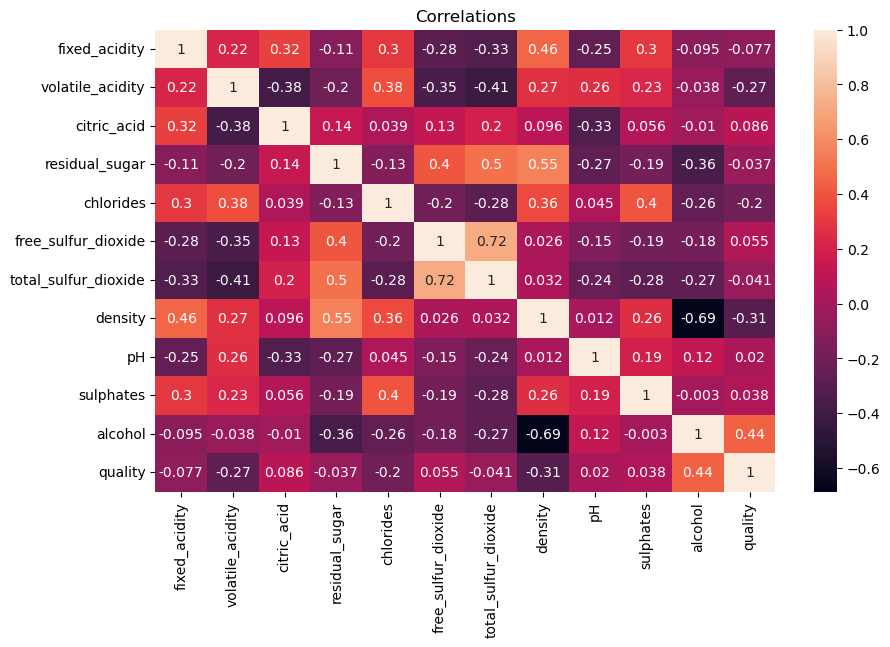 Correlations
fixed_acidity 1 0.22 0.32 -0.11 0.3 -0.28 -0.33 0.46 -0.25 0.3 -0.095 -0.077
volatile_acidity 0.22 1 -0.38 -0.2 0.38 -0.35 -0.41 0.27 0.26 0.23 -0.038 -0.27
citric_acid 0.32 -0.38 1 0.14 0.039 0.13 0.2 0.096 -0.33 0.056 -0.01 0.086
residual_sugar -0.11 -0.2 0.14 1 -0.13 0.4 0.5 0.55 -0.27 -0.19 -0.36 -0.037
chlorides 0.3 0.38 0.039 -0.13 1 -0.2 -0.28 0.36 0.045 0.4 -0.26 -0.2
free_sulfur_dioxide -0.28 -0.35 0.13 0.4 -0.2 1 0.72 0.026 -0.15 -0.19 -0.18 0.055
total_sulfur_dioxide -0.33 -0.41 0.2 0.5 -0.28 0.72 1 0.032 -0.24 -0.28 -0.27 -0.041
density 0.46 0.27 0.096 0.55 0.36 0.026 0.032 1 0.012 0.26 -0.69 -0.31
pH -0.25 0.26 -0.33 -0.27 0.045 -0.15 -0.24 0.012 1 0.19 0.12 0.02
sulphates 0.3 0.23 0.056 -0.19 0.4 -0.19 -0.28 0.26 0.19 1 -0.003 0.038
alcohol -0.095 -0.038 -0.01 -0.36 -0.26 -0.18 -0.27 -0.69 0.12 -0.003 1 0.44
quality -0.077 -0.27 0.086 -0.037 -0.2 0.055 -0.041 -0.31 0.02 0.038 0.44 1
fixed_acidity
volatile_acidity
citric_acid
residual_sugar
chlorides
free_sulfur_dioxide
total_sulfur_dioxide
density
pH
sulphates
alcohol
quality
1.0
0.8
0.6
0.4
0.2
0.0
−0.2
−0.4
−0.6